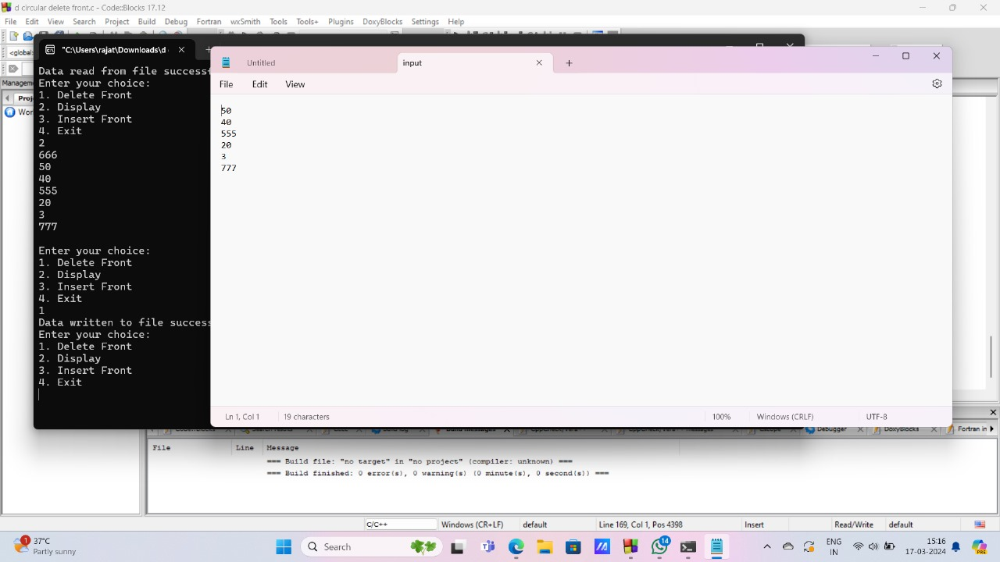 d circular delete front.c - Code::Blocks 17.12
File Edit View Search Project Build Debug Fortran wxSmith Tools Tools+ Plugins DoxyBlocks Settings Help
"C:\Users\rajat\Downloads\d
<global>
Data read from file success
Enter your choice:
1. Delete Front
2. Display
3. Insert Front
4. Exit
2
666
50
40
555
20
3
777
Enter your choice:
1. Delete Front
2. Display
3. Insert Front
4. Exit
1
Data written to file success
Enter your choice:
1. Delete Front
2. Display
3. Insert Front
4. Exit
Untitled
input
File Edit View
50
40
555
20
3
777
Ln 1, Col 1 19 characters 100% Windows (CRLF) UTF-8
Debugger DoxyBlocks Fortran in
File Line Message
=== Build file: "no target" in "no project" (compiler: unknown) ===
=== Build finished: 0 error(s), 0 warning(s) (0 minute(s), 0 second(s)) ===
C/C++ Windows (CR+LF) default Line 169, Col 1, Pos 4398 Insert Read/Write default
1
37°C
Partly sunny
Search
14
ENG
IN
15:16
17-03-2024
PRE